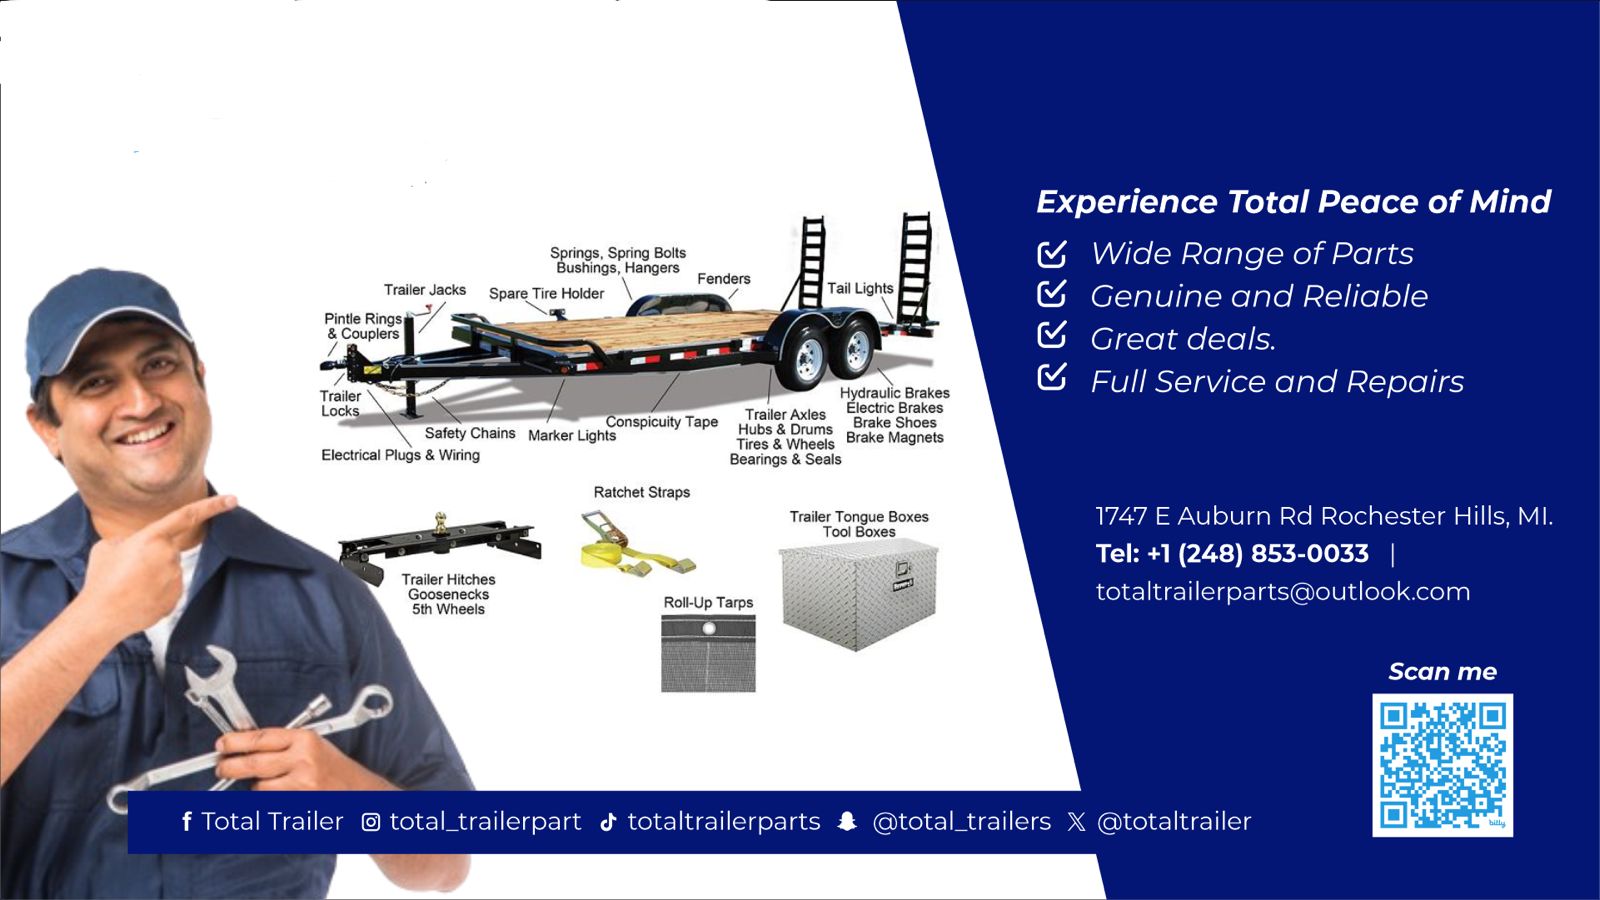 Experience Total Peace of Mind
Wide Range of Parts
Genuine and Reliable
Great deals.
Full Service and Repairs
Springs, Spring Bolts
Bushings, Hangers
Fenders
Trailer Jacks
Spare Tire Holder
Tail Lights
Pintle Rings
& Couplers
Trailer
Locks
Safety Chains
Marker Lights
Conspicuity Tape
Electrical Plugs & Wiring
Trailer Axles
Hubs & Drums
Tires & Wheels
Bearings & Seals
Hydraulic Brakes
Electric Brakes
Brake Shoes
Brake Magnets
Ratchet Straps
Trailer Tongue Boxes
Tool Boxes
Trailer Hitches
Goosenecks
5th Wheels
Roll-Up Tarps
1747 E Auburn Rd Rochester Hills, MI.
Tel: +1 (248) 853-0033 |
totaltrailerparts@outlook.com
Scan me
bitly
f Total Trailer total_trailerpart totaltrailerparts @total_trailers X @totaltrailer